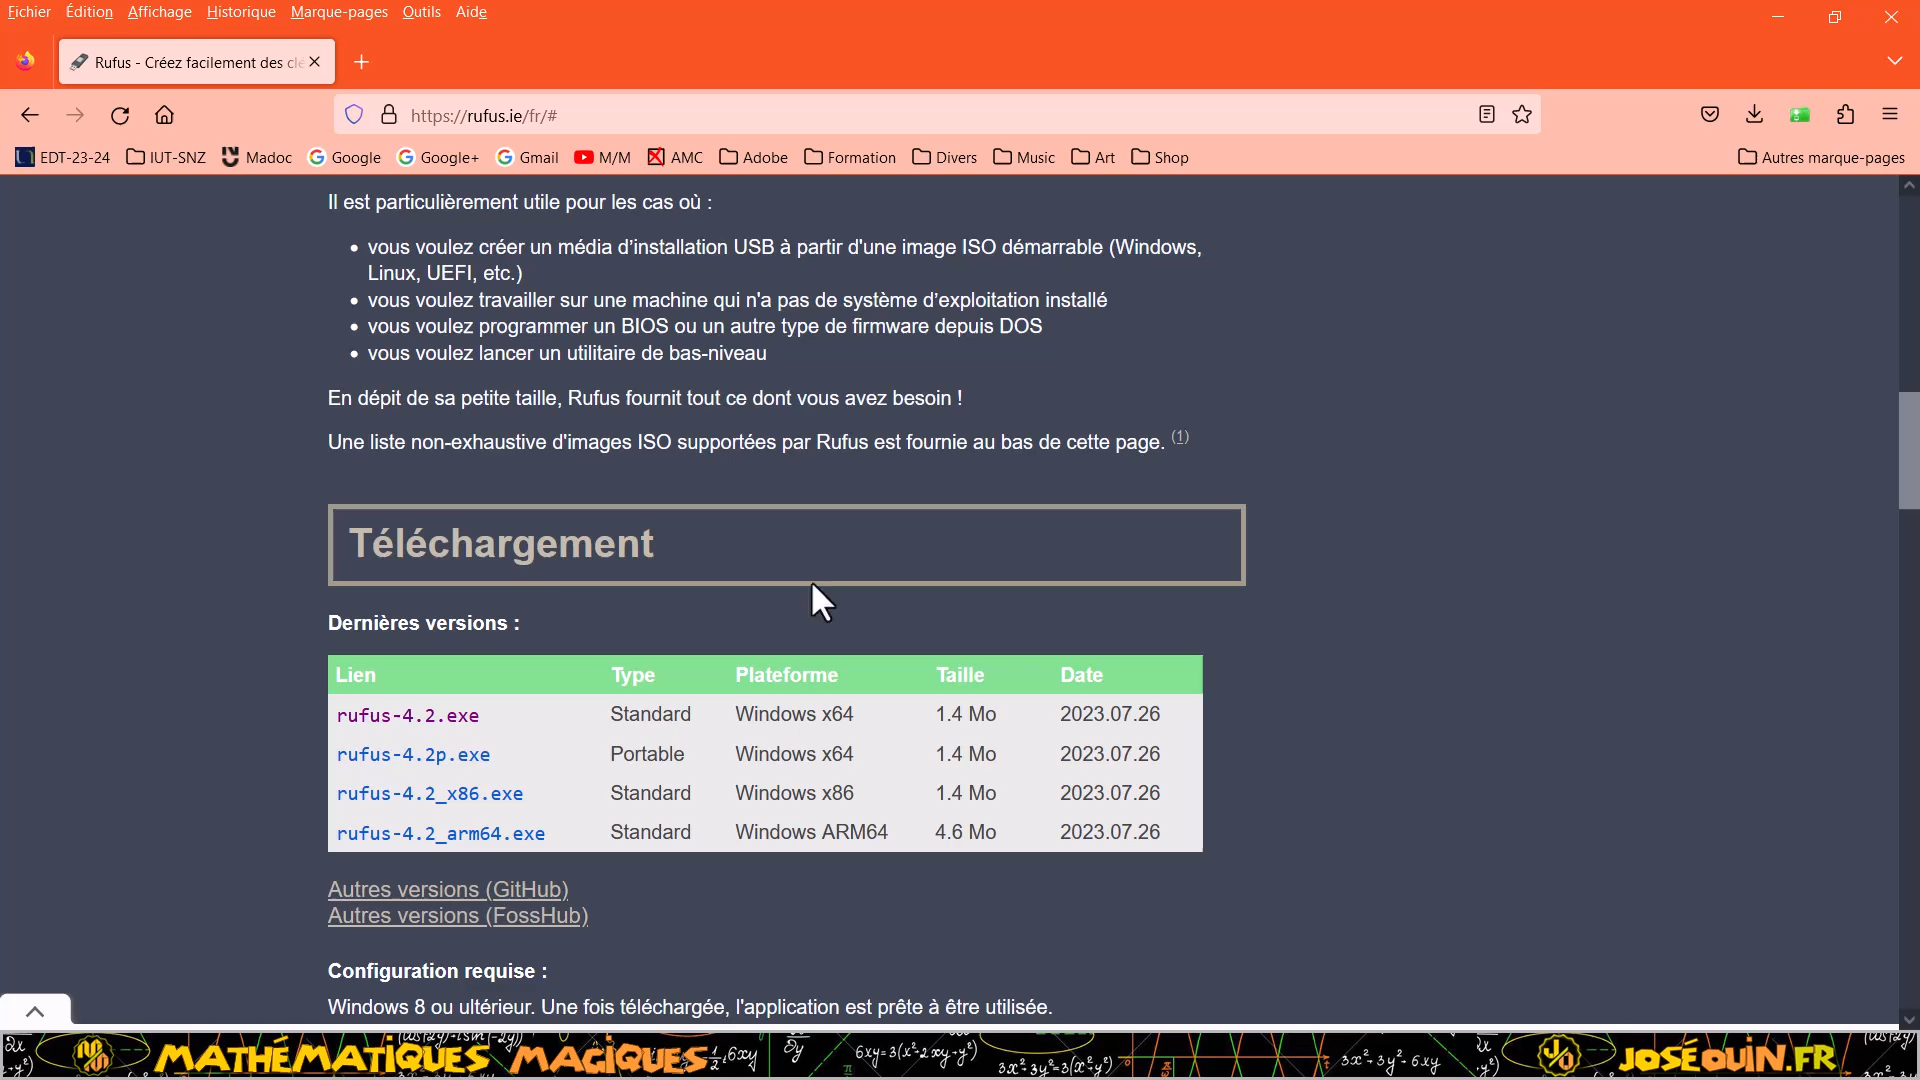 Fichier Édition Affichage Historique Marque-pages Outils Aide
Rufus - Créez facilement des clé
https://rufus.ie/fr/#
EDT-23-24 IUT-SNZ Madoc Google Google+ Gmail M/M AMC Adobe Formation Divers Music Art Shop Autres marque-pages
Il est particulièrement utile pour les cas où :
• vous voulez créer un média d’installation USB à partir d'une image ISO démarrable (Windows,
Linux, UEFI, etc.)
• vous voulez travailler sur une machine qui n'a pas de système d’exploitation installé
• vous voulez programmer un BIOS ou un autre type de firmware depuis DOS
• vous voulez lancer un utilitaire de bas-niveau
En dépit de sa petite taille, Rufus fournit tout ce dont vous avez besoin !
Une liste non-exhaustive d'images ISO supportées par Rufus est fournie au bas de cette page. (1)
Téléchargement
Dernières versions :
Lien Type Plateforme Taille Date
rufus-4.2.exe Standard Windows x64 1.4 Mo 2023.07.26
rufus-4.2p.exe Portable Windows x64 1.4 Mo 2023.07.26
rufus-4.2_x86.exe Standard Windows x86 1.4 Mo 2023.07.26
rufus-4.2_arm64.exe Standard Windows ARM64 4.6 Mo 2023.07.26
Autres versions (GitHub)
Autres versions (FossHub)
Configuration requise :
Windows 8 ou ultérieur. Une fois téléchargée, l'application est prête à être utilisée.
MATHÉMATIQUES MAGIQUES JOSÉOUIN.FR